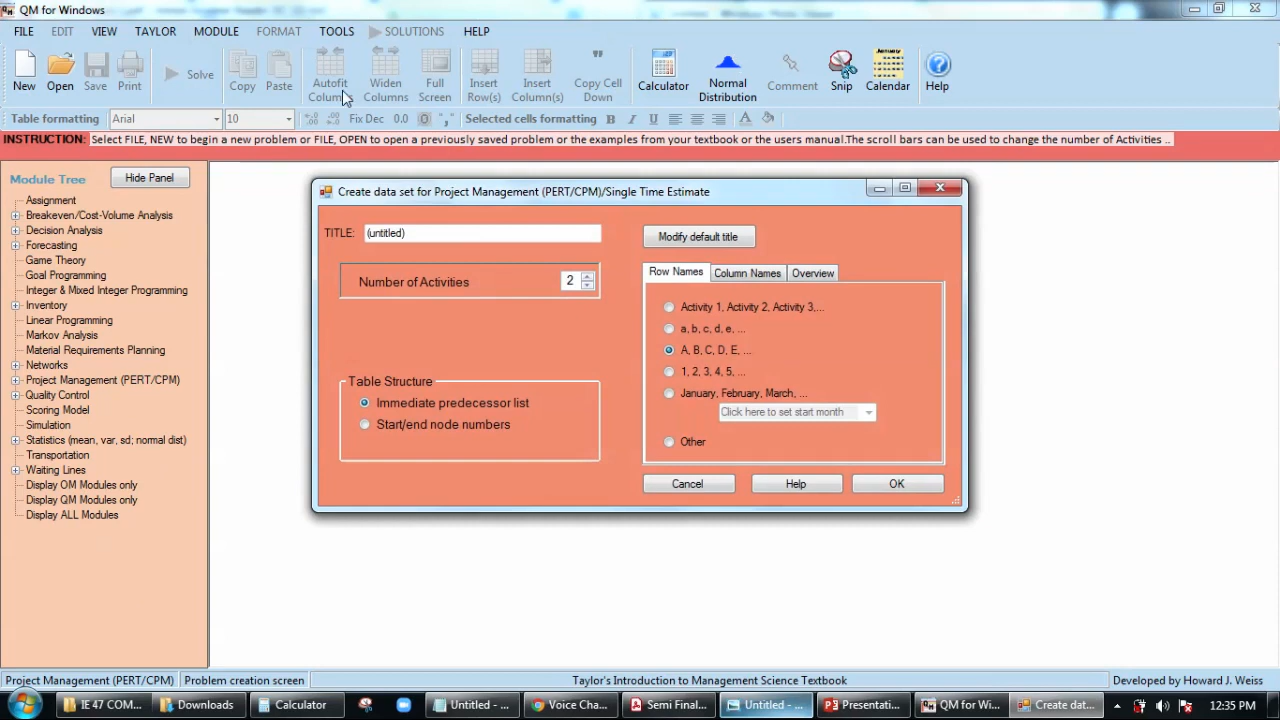 QM for Windows
FILE EDIT VIEW TAYLOR MODULE FORMAT TOOLS SOLUTIONS HELP
New Open Save Print Solve Copy Paste Autofit Columns Widen Columns Full Screen Insert Row(s) Insert Column(s) Copy Cell Down Calculator Normal Distribution Comment Snip January Calendar Help
Table formatting Arial 10 Fix Dec 0.0 Selected cells formatting B I U A
INSTRUCTION: Select FILE, NEW to begin a new problem or FILE, OPEN to open a previously saved problem or the examples from your textbook or the users manual.The scroll bars can be used to change the number of Activities ..
Module Tree Hide Panel
Assignment
Breakeven/Cost-Volume Analysis
Decision Analysis
Forecasting
Game Theory
Goal Programming
Integer & Mixed Integer Programming
Inventory
Linear Programming
Markov Analysis
Material Requirements Planning
Networks
Project Management (PERT/CPM)
Quality Control
Scoring Model
Simulation
Statistics (mean, var, sd; normal dist)
Transportation
Waiting Lines
Display OM Modules only
Display QM Modules only
Display ALL Modules
Create data set for Project Management (PERT/CPM)/Single Time Estimate
TITLE: (untitled) Modify default title
Number of Activities 2
Row Names Column Names Overview
Activity 1, Activity 2, Activity 3,...
a, b, c, d, e, ...
A, B, C, D, E, ...
1, 2, 3, 4, 5, ...
January, February, March, ...
Click here to set start month
Other
Table Structure
Immediate predecessor list
Start/end node numbers
Cancel Help OK
Project Management (PERT/CPM) Problem creation screen Taylor's Introduction to Management Science Textbook Developed by Howard J. Weiss
IE 47 COM... Downloads Calculator Untitled - ... Voice Cha... Semi Final... Untitled - ... Presentati... QM for Wi... Create dat... 12:35 PM